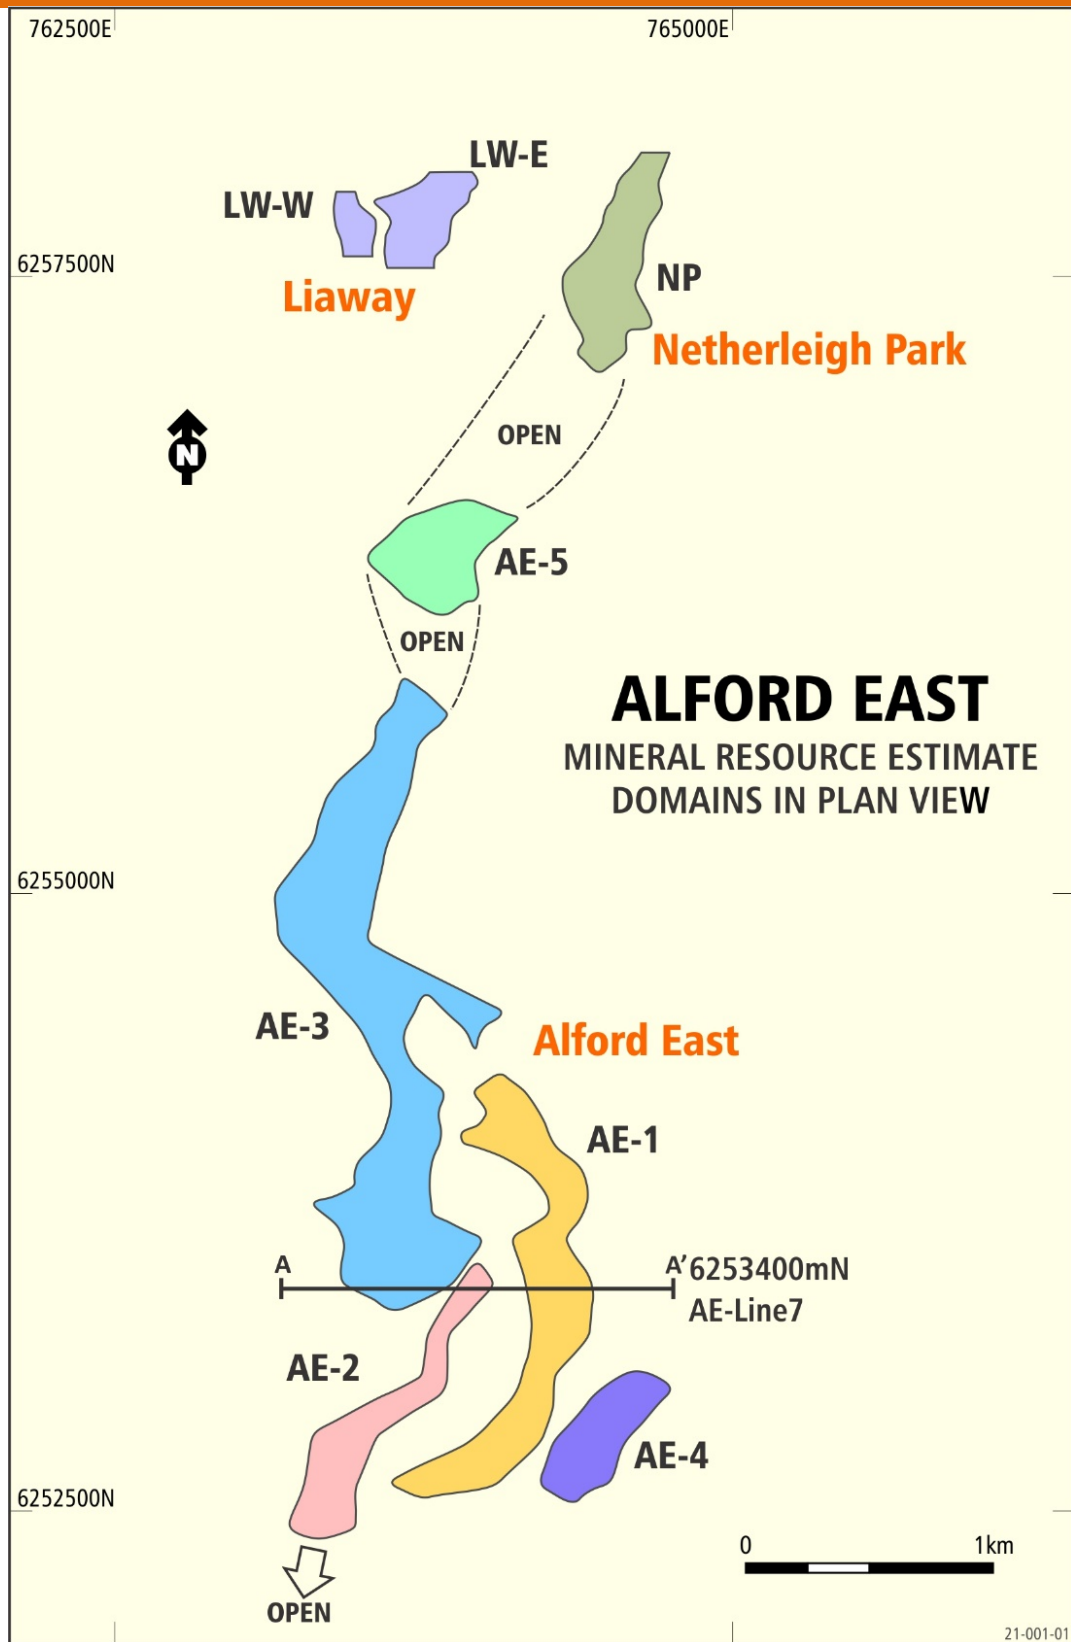 762500E
765000E
LW-E
LW-W
6257500N
NP
Liaway
Netherleigh Park
N
OPEN
AE-5
OPEN
ALFORD EAST
MINERAL RESOURCE ESTIMATE
DOMAINS IN PLAN VIEW
6255000N
AE-3
Alford East
AE-1
A
A' 6253400mN
AE-Line7
AE-2
AE-4
6252500N
0 1km
OPEN
21-001-01